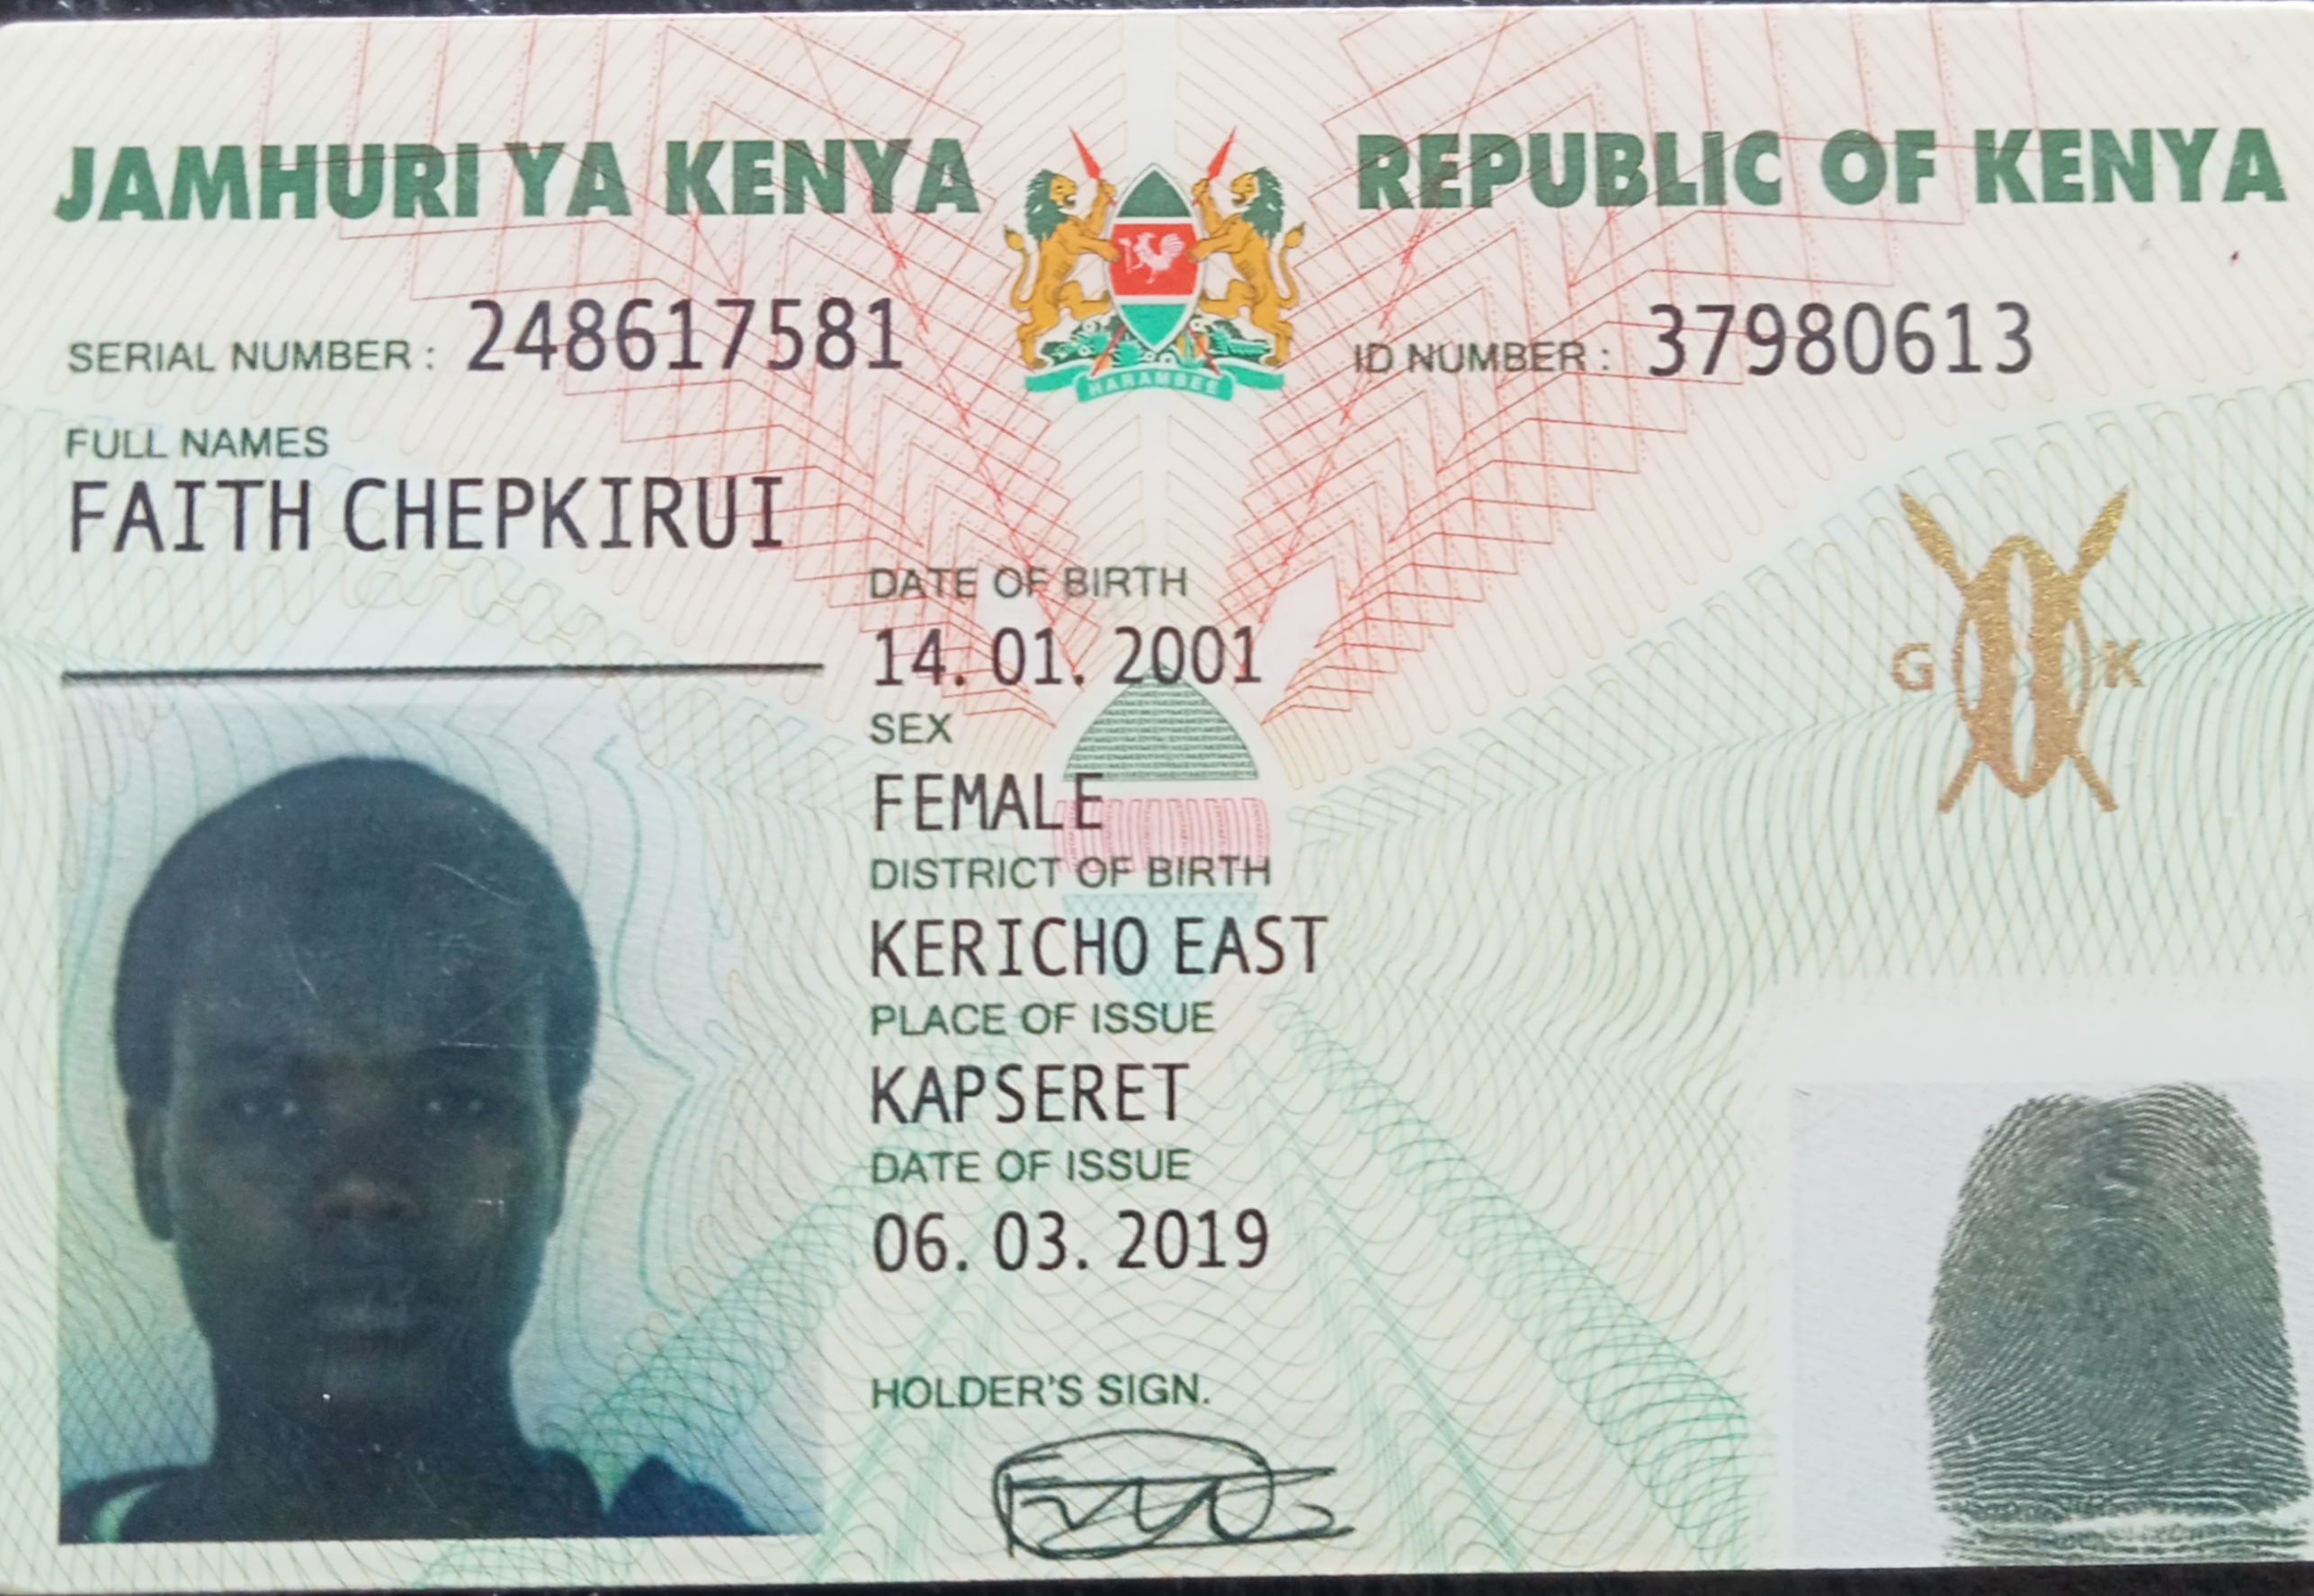 JAMHURI YA KENYA
REPUBLIC OF KENYA
HARAMBEE
SERIAL NUMBER : 248617581
ID NUMBER : 37980613
FULL NAMES
FAITH CHEPKIRUI
DATE OF BIRTH
14. 01. 2001
G K
SEX
FEMALE
DISTRICT OF BIRTH
KERICHO EAST
PLACE OF ISSUE
KAPSERET
DATE OF ISSUE
06. 03. 2019
HOLDER'S SIGN.